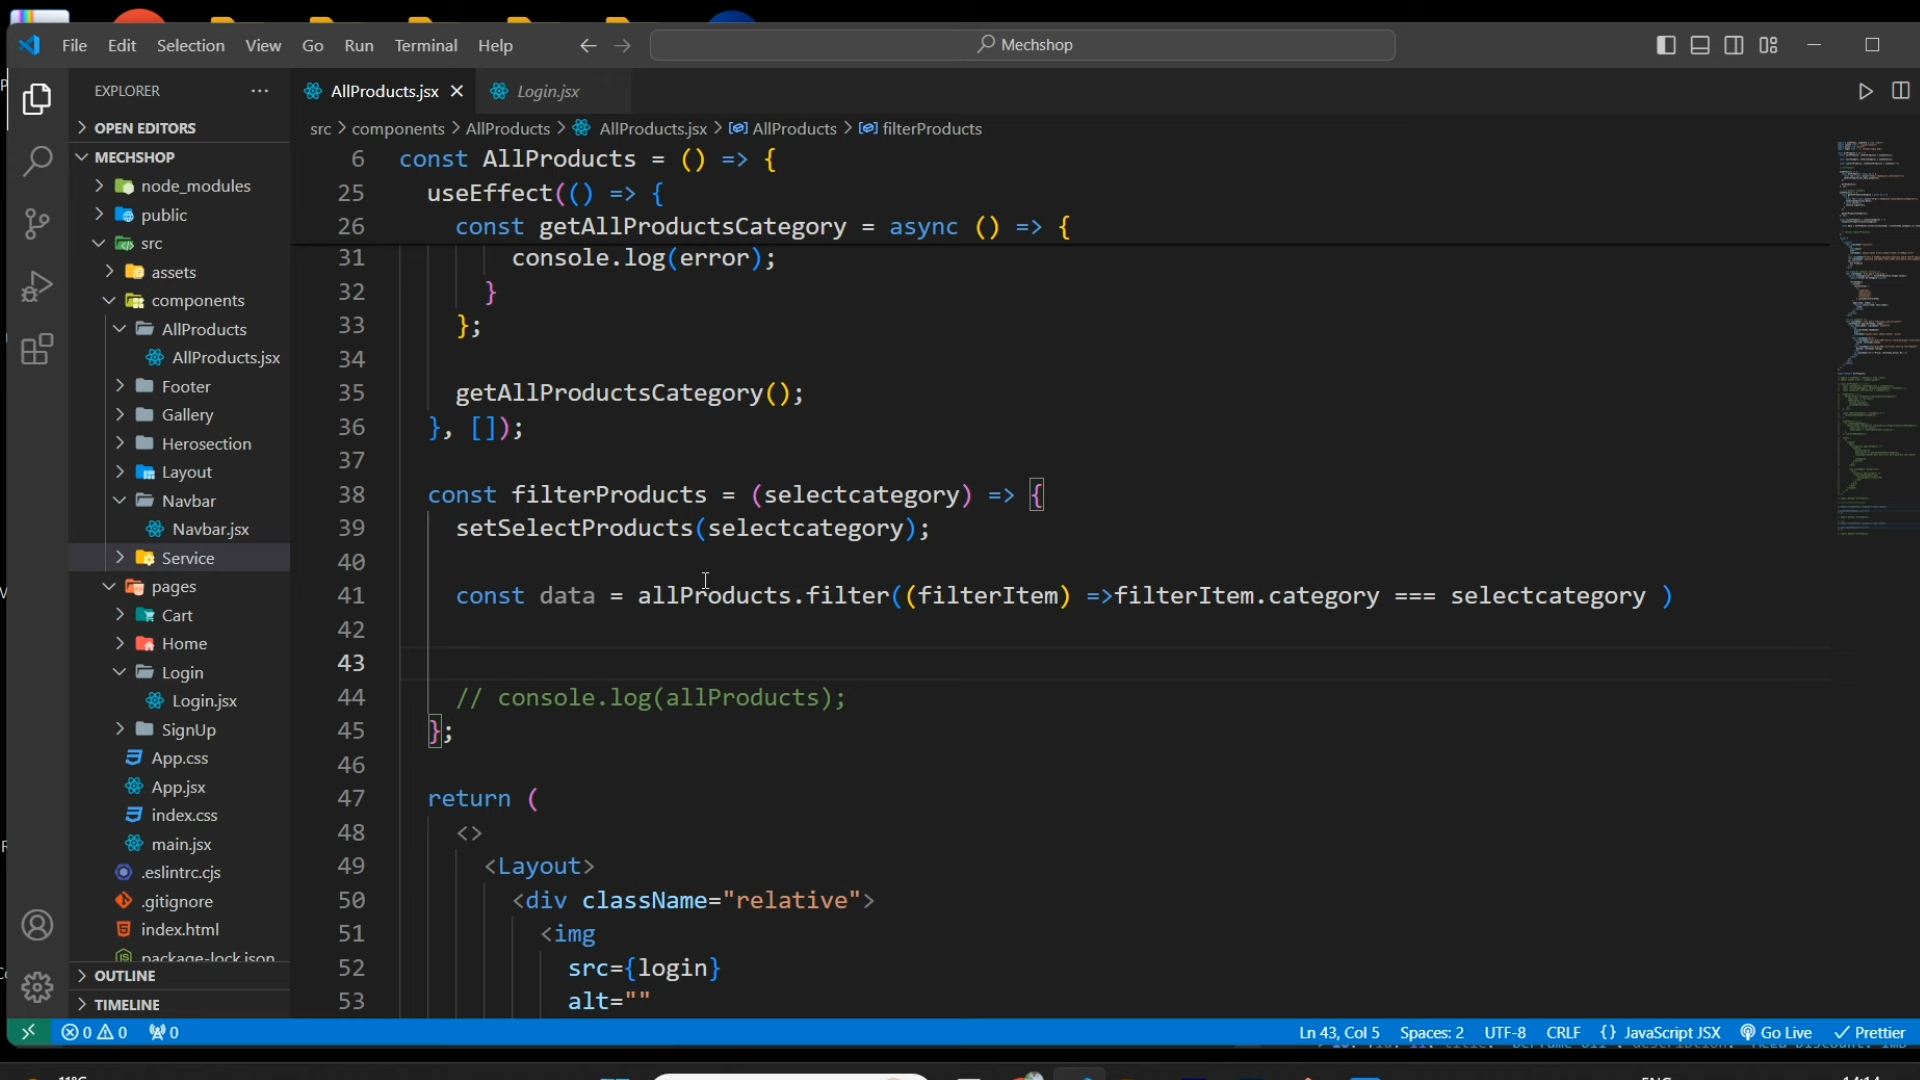 File Edit Selection View Go Run Terminal Help
Mechshop
EXPLORER
OPEN EDITORS
MECHSHOP
node_modules
public
src
assets
components
AllProducts
AllProducts.jsx
Footer
Gallery
Herosection
Layout
Navbar
Navbar.jsx
Service
pages
Cart
Home
Login
Login.jsx
SignUp
App.css
App.jsx
index.css
main.jsx
.eslintrc.cjs
.gitignore
index.html
package-lock.json
OUTLINE
TIMELINE
AllProducts.jsx Login.jsx
src > components > AllProducts > AllProducts.jsx > AllProducts > filterProducts
6 const AllProducts = () => {
25 useEffect(() => {
26 const getAllProductsCategory = async () => {
31 console.log(error);
32 }
33 };
34
35 getAllProductsCategory();
36 }, []);
37
38 const filterProducts = (selectcategory) => {
39 setSelectProducts(selectcategory);
40
41 const data = allProducts.filter((filterItem) =>filterItem.category === selectcategory )
42
43
44 // console.log(allProducts);
45 };
46
47 return (
48 <>
49 <Layout>
50 <div className="relative">
51 <img
52 src={login}
53 alt=""
0 0 0 Ln 43, Col 5 Spaces: 2 UTF-8 CRLF {} JavaScript JSX Go Live Prettier